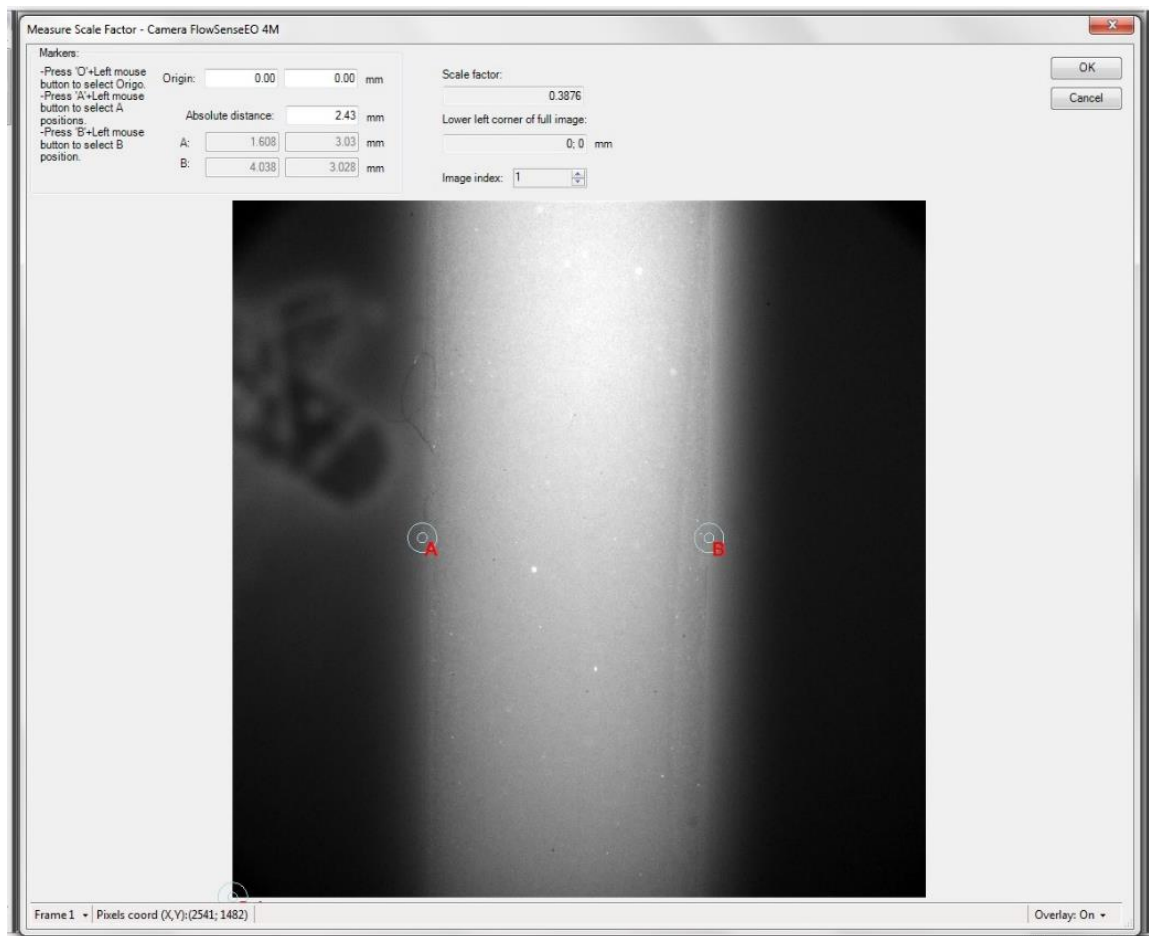 Measure Scale Factor - Camera FlowSenseEO 4M
Markers:
-Press 'O'+Left mouse
button to select Origo.
-Press 'A'+Left mouse
button to select A
positions.
-Press 'B'+Left mouse
button to select B
position.
Origin: 0.00 0.00 mm
Absolute distance: 2.43 mm
A: 1.608 3.03 mm
B: 4.038 3.028 mm
Scale factor:
0.3876
Lower left corner of full image:
0; 0 mm
Image index: 1
OK
Cancel
A
B
Frame 1 Pixels coord (X,Y):(2541; 1482)
Overlay: On